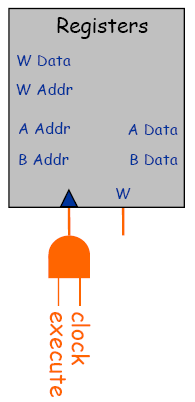 Registers
W Data
W Addr
A Addr
A Data
B Addr
B Data
W
execute
clock